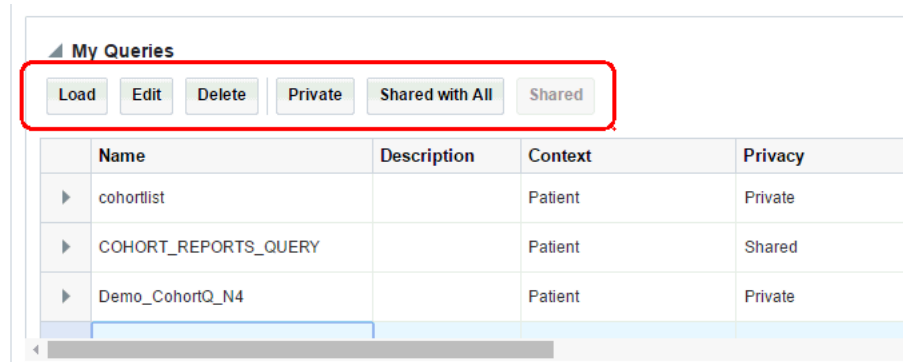 My Queries
Load Edit Delete Private Shared with All Shared
Name Description Context Privacy
cohortlist Patient Private
COHORT_REPORTS_QUERY Patient Shared
Demo_CohortQ_N4 Patient Private